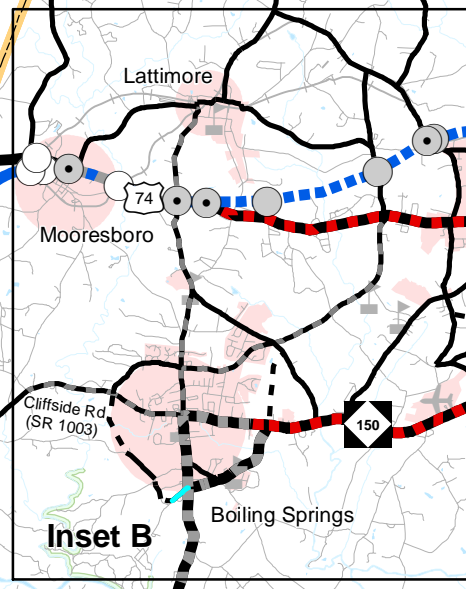 Lattimore
74
Mooresboro
Cliffside Rd
(SR 1003)
150
Boiling Springs
Inset B